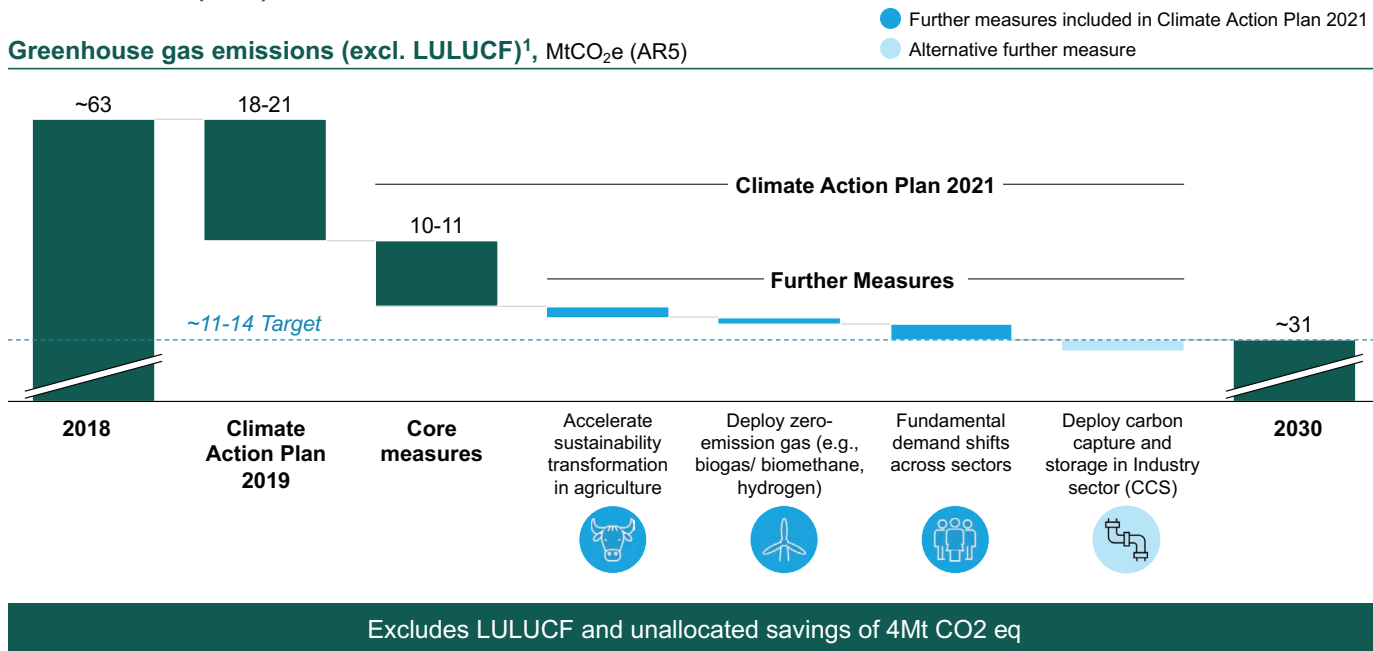 Further measures included in Climate Action Plan 2021
Alternative further measure
Greenhouse gas emissions (excl. LULUCF)¹, MtCO₂e (AR5)
~63
18-21
Climate Action Plan 2021
10-11
Further Measures
~11-14 Target
~31
2018
Climate
Action Plan
2019
Core
measures
Accelerate
sustainability
transformation
in agriculture
Deploy zero-
emission gas (e.g.,
biogas/ biomethane,
hydrogen)
Fundamental
demand shifts
across sectors
Deploy carbon
capture and
storage in Industry
sector (CCS)
2030
Excludes LULUCF and unallocated savings of 4Mt CO2 eq